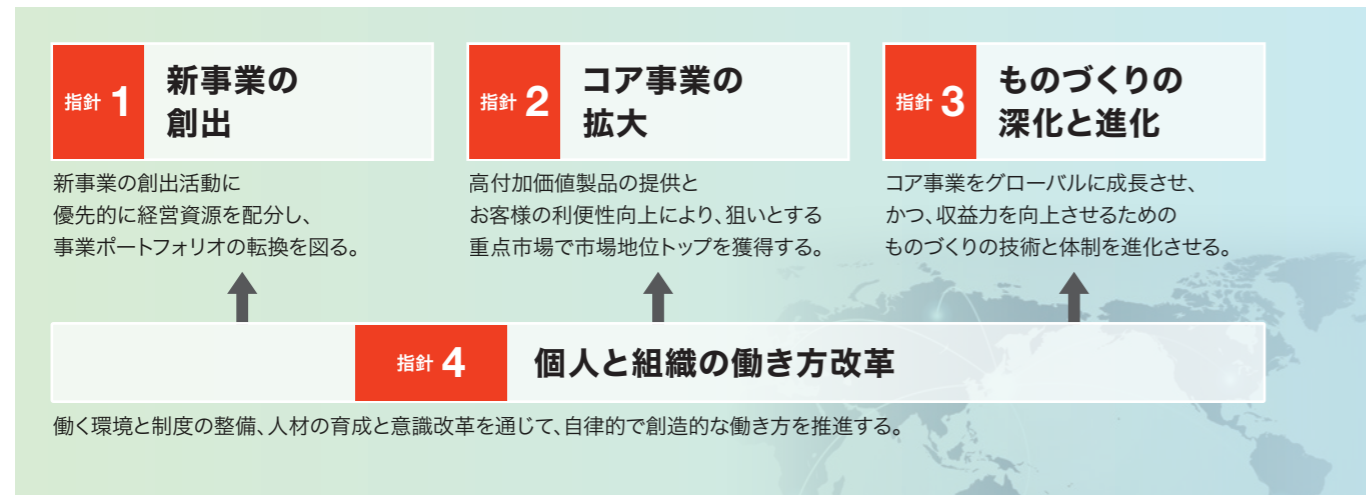 指針 1
新事業の
創出
新事業の創出活動に
優先的に経営資源を配分し、
事業ポートフォリオの転換を図る。
指針 2
コア事業の
拡大
高付加価値製品の提供と
お客様の利便性向上により、狙いとする
重点市場で市場地位トップを獲得する。
指針 3
ものづくりの
深化と進化
コア事業をグローバルに成長させ、
かつ、収益力を向上させるための
ものづくりの技術と体制を進化させる。
指針 4
個人と組織の働き方改革
働く環境と制度の整備、人材の育成と意識改革を通じて、自律的で創造的な働き方を推進する。